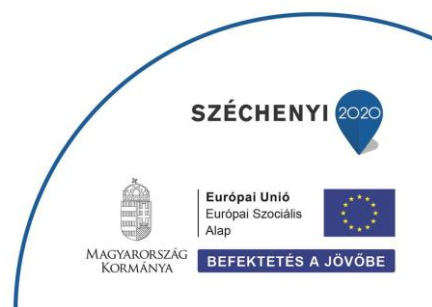 SZÉCHENYI 2020
Európai Unió
Európai Szociális
Alap
MAGYARORSZÁG
KORMÁNYA
BEFEKTETÉS A JÖVŐBE